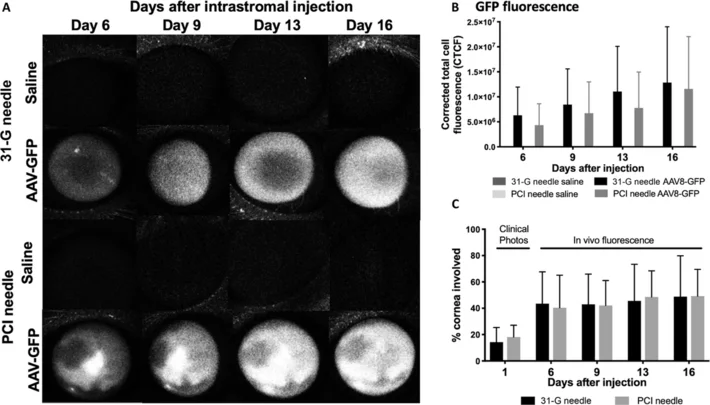 A
Days after intrastromal injection
Day 6
Day 9
Day 13
Day 16
31-G needle
Saline
AAV-GFP
PCI needle
Saline
AAV-GFP
B
GFP fluorescence
Corrected total cell
fluorescence (CTCF)
2.5×10⁷
2.0×10⁷
1.5×10⁷
1.0×10⁷
5.0×10⁶
0
6
9
13
16
Days after injection
31-G needle saline
31-G needle AAV8-GFP
PCI needle saline
PCI needle AAV8-GFP
C
Clinical
Photos
In vivo fluorescence
% cornea involved
100
80
60
40
20
0
1
6
9
13
16
Days after injection
31-G needle
PCI needle